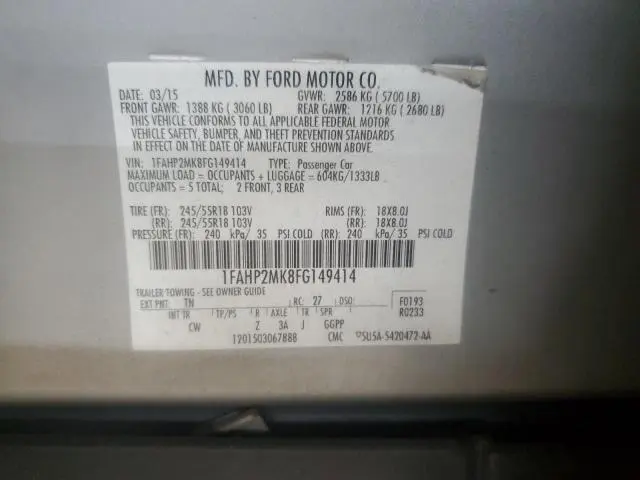 MFD. BY FORD MOTOR CO.
DATE: 03/15 GVWR: 2586 KG ( 5700 LB)
FRONT GAWR: 1388 KG ( 3060 LB) REAR GAWR: 1216 KG ( 2680 LB)
THIS VEHICLE CONFORMS TO ALL APPLICABLE FEDERAL MOTOR
VEHICLE SAFETY, BUMPER, AND THEFT PREVENTION STANDARDS
IN EFFECT ON THE DATE OF MANUFACTURE SHOWN ABOVE.
VIN: 1FAHP2MK8FG149414 TYPE: Passenger Car
MAXIMUM LOAD = OCCUPANTS + LUGGAGE = 604KG/1333LB
OCCUPANTS = 5 TOTAL; 2 FRONT, 3 REAR
TIRE (FR): 245/55R18 103V RIMS (FR): 18X8.0J
(RR): 245/55R18 103V (RR): 18X8.0J
PRESSURE (FR): 240 kPa/ 35 PSI COLD (RR): 240 kPa/ 35 PSI COLD
1FAHP2MK8FG149414
TRAILER TOWING - SEE OWNER GUIDE
EXT PNT: TN RC: 27 DSO: F0193
INT TR TP/PS R AXLE TR SPR R0233
CW Z 3A J GGPP
1201503067888 CMC 5U5A-5420472-AA